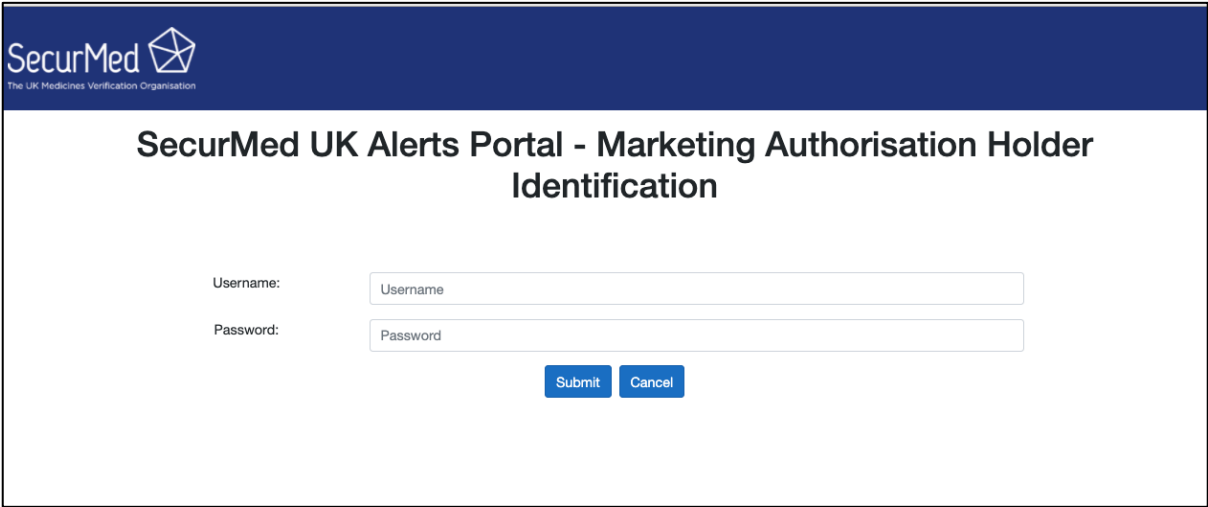 SecurMed
The UK Medicines Verification Organisation
SecurMed UK Alerts Portal - Marketing Authorisation Holder
Identification
Username:
Username
Password:
Password
Submit
Cancel